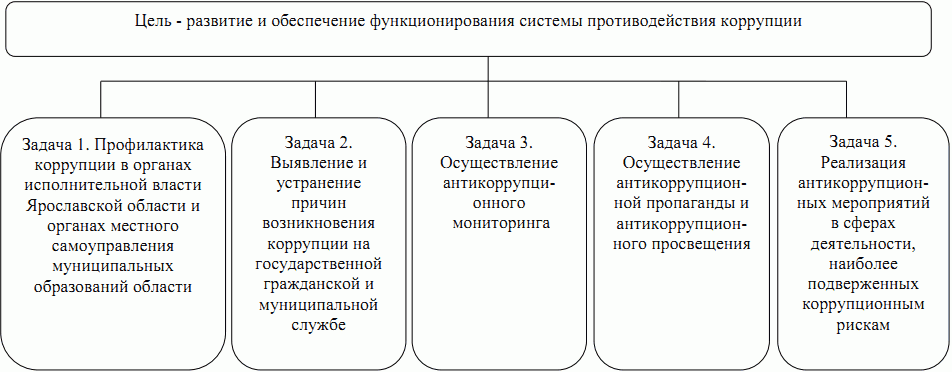 Цель - развитие и обеспечение функционирования системы противодействия коррупции
Задача 1. Профилактика
коррупции в органах
исполнительной власти
Ярославской области и
органах местного
самоуправления
муниципальных
образований области
Задача 2.
Выявление и
устранение
причин
возникновения
коррупции на
государственной
гражданской и
муниципальной
службе
Задача 3.
Осуществление
антикоррупци-
онного
мониторинга
Задача 4.
Осуществление
антикоррупцион-
ной пропаганды и
антикоррупцион-
ного просвещения
Задача 5.
Реализация
антикоррупцион-
ных мероприятий
в сферах
деятельности,
наиболее
подверженных
коррупционным
рискам